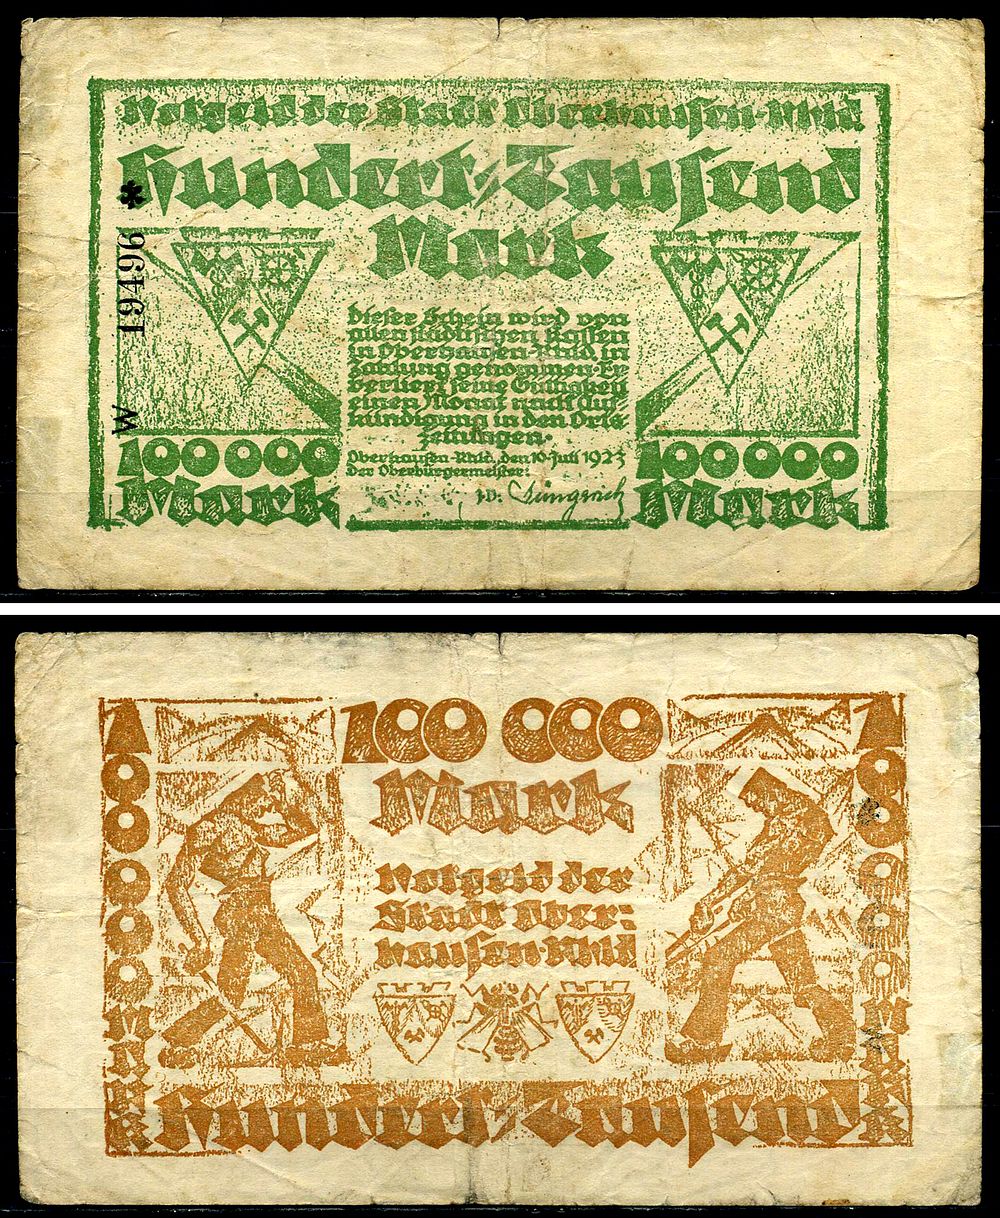 Notgeld der Stadt Oberhausen-Rhld.
Hundert-Tausend
Mark
* W 19496
Dieser Schein wird von
allen städtischen Kassen
in Oberhausen-Rhld. in
Zahlung genommen. Er
verliert seine Gültigkeit
einen Monat nach Auf-
kündigung in den Orts-
zeitungen.
Oberhausen-Rhld., den 10. Juli 1923
Der Oberbürgermeister:
100 000
Mark
100 000
Mark
100 000
Mark
Notgeld der
Stadt Ober-
hausen-Rhld
Hundert-Tausend
100000 MARK
100000 MARK